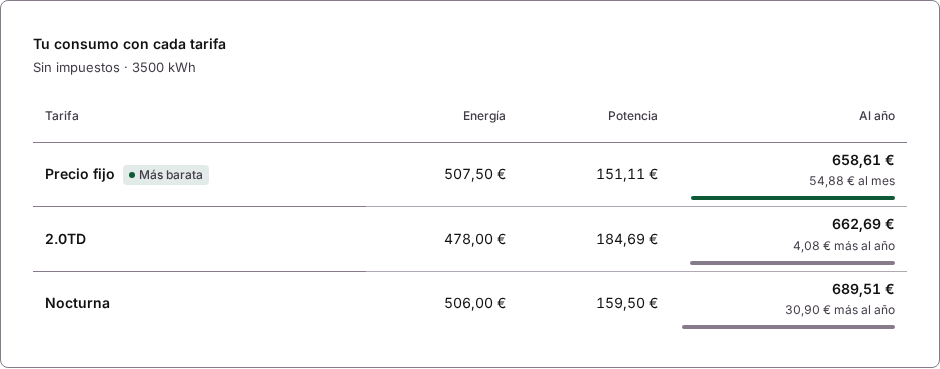 Tu consumo con cada tarifa
Sin impuestos · 3500 kWh
Tarifa Energía Potencia Al año
Precio fijo Más barata 507,50 € 151,11 € 658,61 €
54,88 € al mes
2.0TD 478,00 € 184,69 € 662,69 €
4,08 € más al año
Nocturna 506,00 € 159,50 € 689,51 €
30,90 € más al año